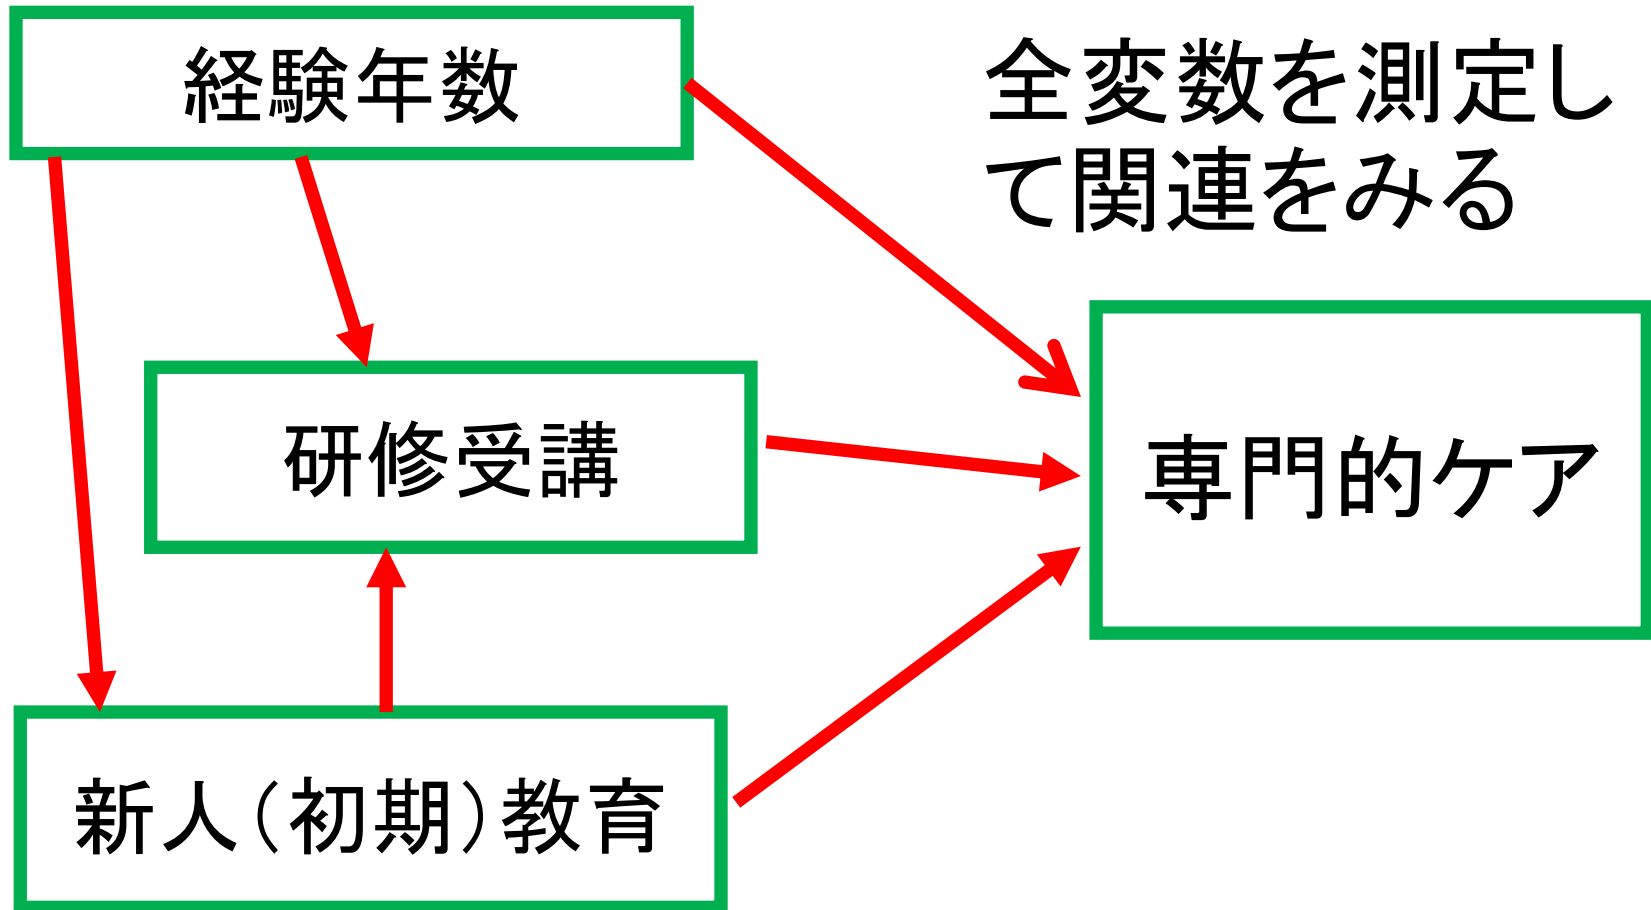 経験年数
全変数を測定し
て関連をみる
研修受講
専門的ケア
新人（初期）教育